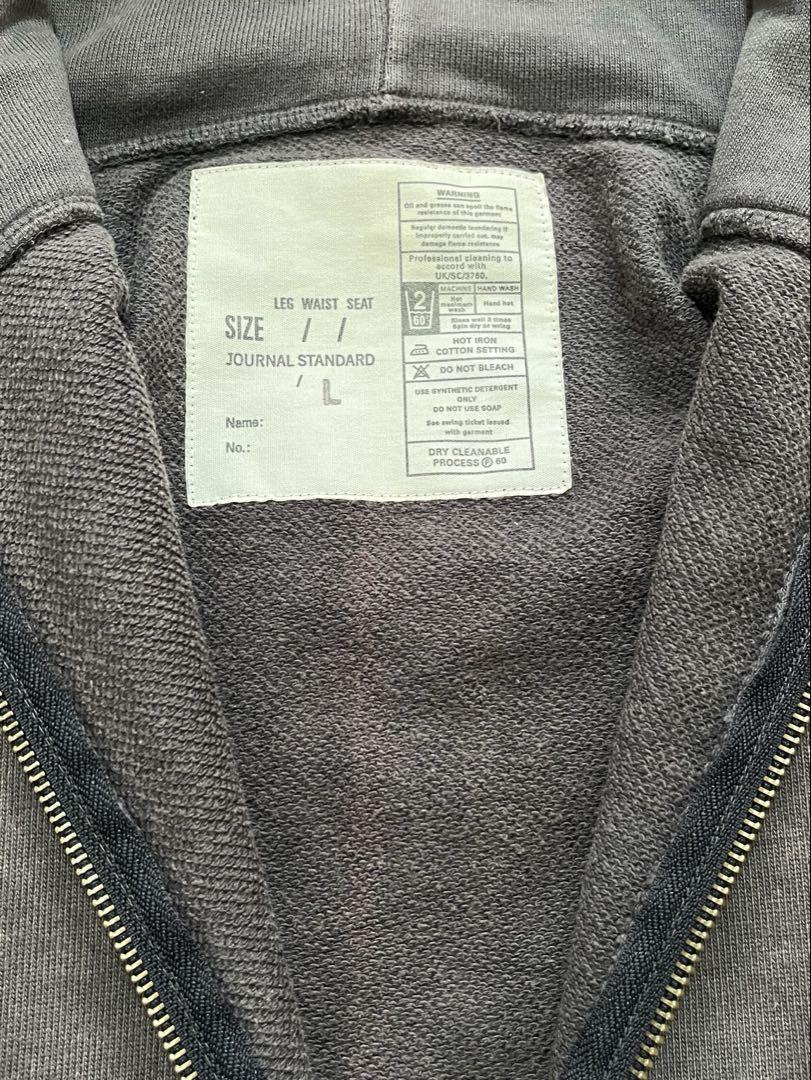 LEG WAIST SEAT
SIZE / /
JOURNAL STANDARD
/ L
Name:
No.:
WARNING
Oil and grease can spoil the flame
resistance of this garment
Regular domestic laundering if
improperly carried out, may
damage flame resistance
Professional cleaning to
accord with
UK/SC/3760.
2
60°
MACHINE HAND WASH
Hot
maximum
wash
Hand hot
Rinse well 3 times
Spin dry or wring
HOT IRON
COTTON SETTING
DO NOT BLEACH
USE SYNTHETIC DETERGENT
ONLY
DO NOT USE SOAP
See swing ticket issued
with garment
DRY CLEANABLE
PROCESS Ⓟ 60